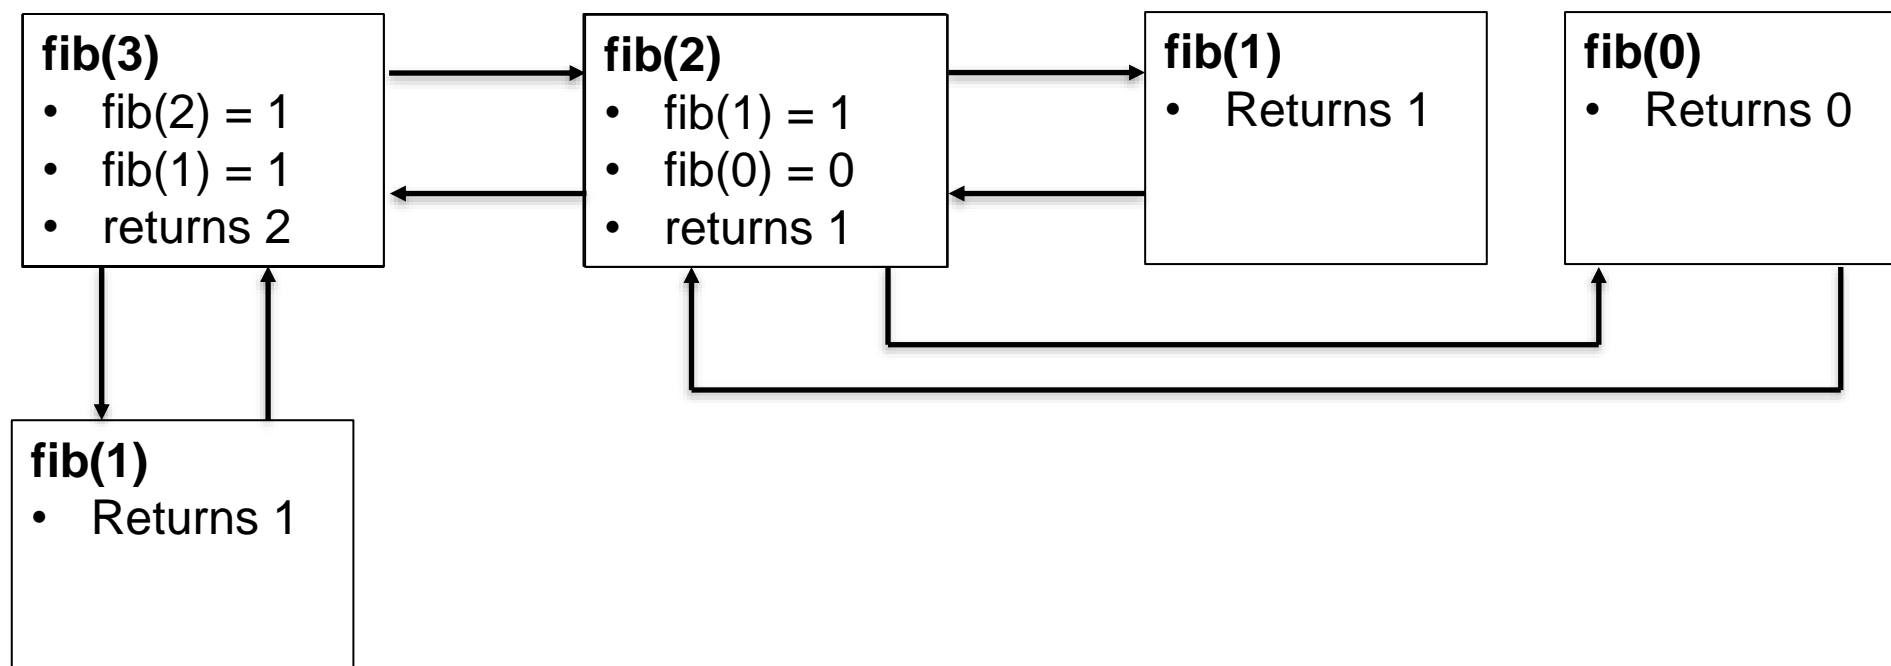 fib(3)
• fib(2) = 1
• fib(1) = 1
• returns 2
fib(2)
• fib(1) = 1
• fib(0) = 0
• returns 1
fib(1)
• Returns 1
fib(0)
• Returns 0
fib(1)
• Returns 1